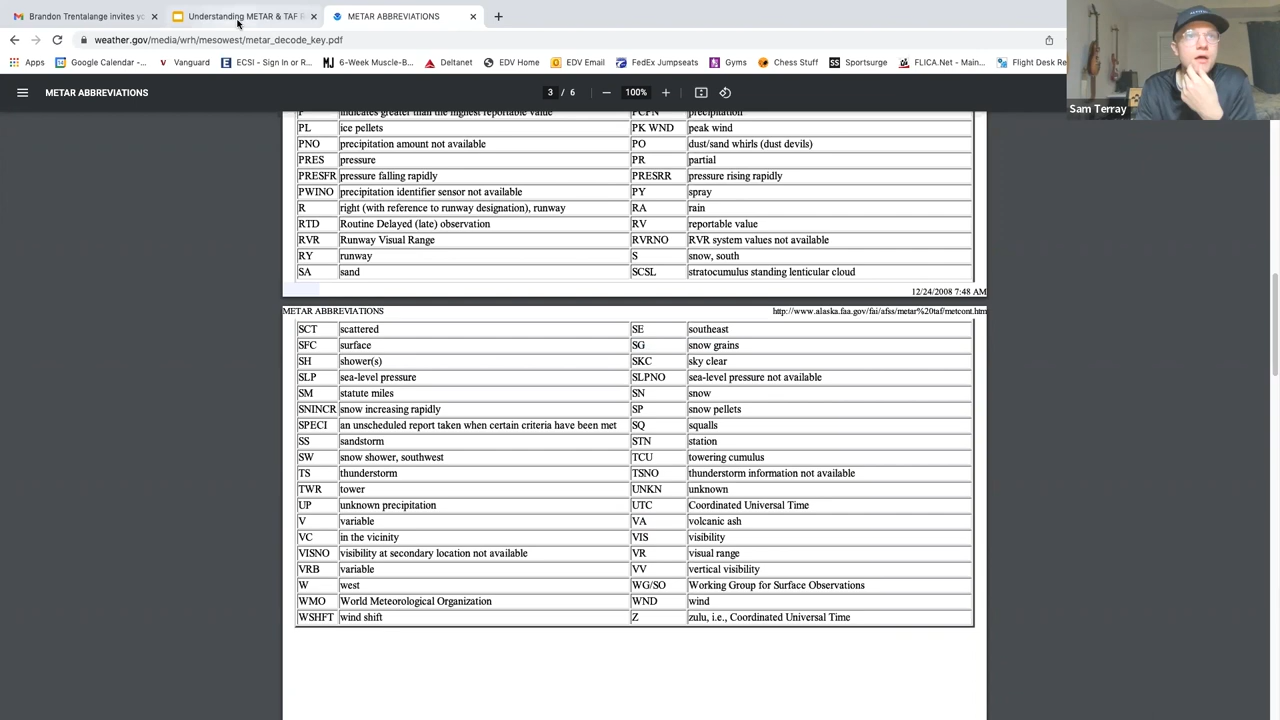 Brandon Trentalange invites yo
Understanding METAR & TAF R
METAR ABBREVIATIONS
weather.gov/media/wrh/mesowest/metar_decode_key.pdf
Apps
Google Calendar -...
Vanguard
ECSI - Sign In or R...
6-Week Muscle-B...
Deltanet
EDV Home
EDV Email
FedEx Jumpseats
Gyms
Chess Stuff
Sportsurge
FLICA.Net - Main...
Flight Desk Re
Sam Terray
METAR ABBREVIATIONS
3 / 6
100%
P indicates greater than the highest reportable value PCPN precipitation
PL ice pellets PK WND peak wind
PNO precipitation amount not available PO dust/sand whirls (dust devils)
PRES pressure PR partial
PRESFR pressure falling rapidly PRESRR pressure rising rapidly
PWINO precipitation identifier sensor not available PY spray
R right (with reference to runway designation), runway RA rain
RTD Routine Delayed (late) observation RV reportable value
RVR Runway Visual Range RVRNO RVR system values not available
RY runway S snow, south
SA sand SCSL stratocumulus standing lenticular cloud
12/24/2008 7:48 AM
METAR ABBREVIATIONS http://www.alaska.faa.gov/fai/afss/metar%20taf/metcont.htm
SCT scattered SE southeast
SFC surface SG snow grains
SH shower(s) SKC sky clear
SLP sea-level pressure SLPNO sea-level pressure not available
SM statute miles SN snow
SNINCR snow increasing rapidly SP snow pellets
SPECI an unscheduled report taken when certain criteria have been met SQ squalls
SS sandstorm STN station
SW snow shower, southwest TCU towering cumulus
TS thunderstorm TSNO thunderstorm information not available
TWR tower UNKN unknown
UP unknown precipitation UTC Coordinated Universal Time
V variable VA volcanic ash
VC in the vicinity VIS visibility
VISNO visibility at secondary location not available VR visual range
VRB variable VV vertical visibility
W west WG/SO Working Group for Surface Observations
WMO World Meteorological Organization WND wind
WSHFT wind shift Z zulu, i.e., Coordinated Universal Time